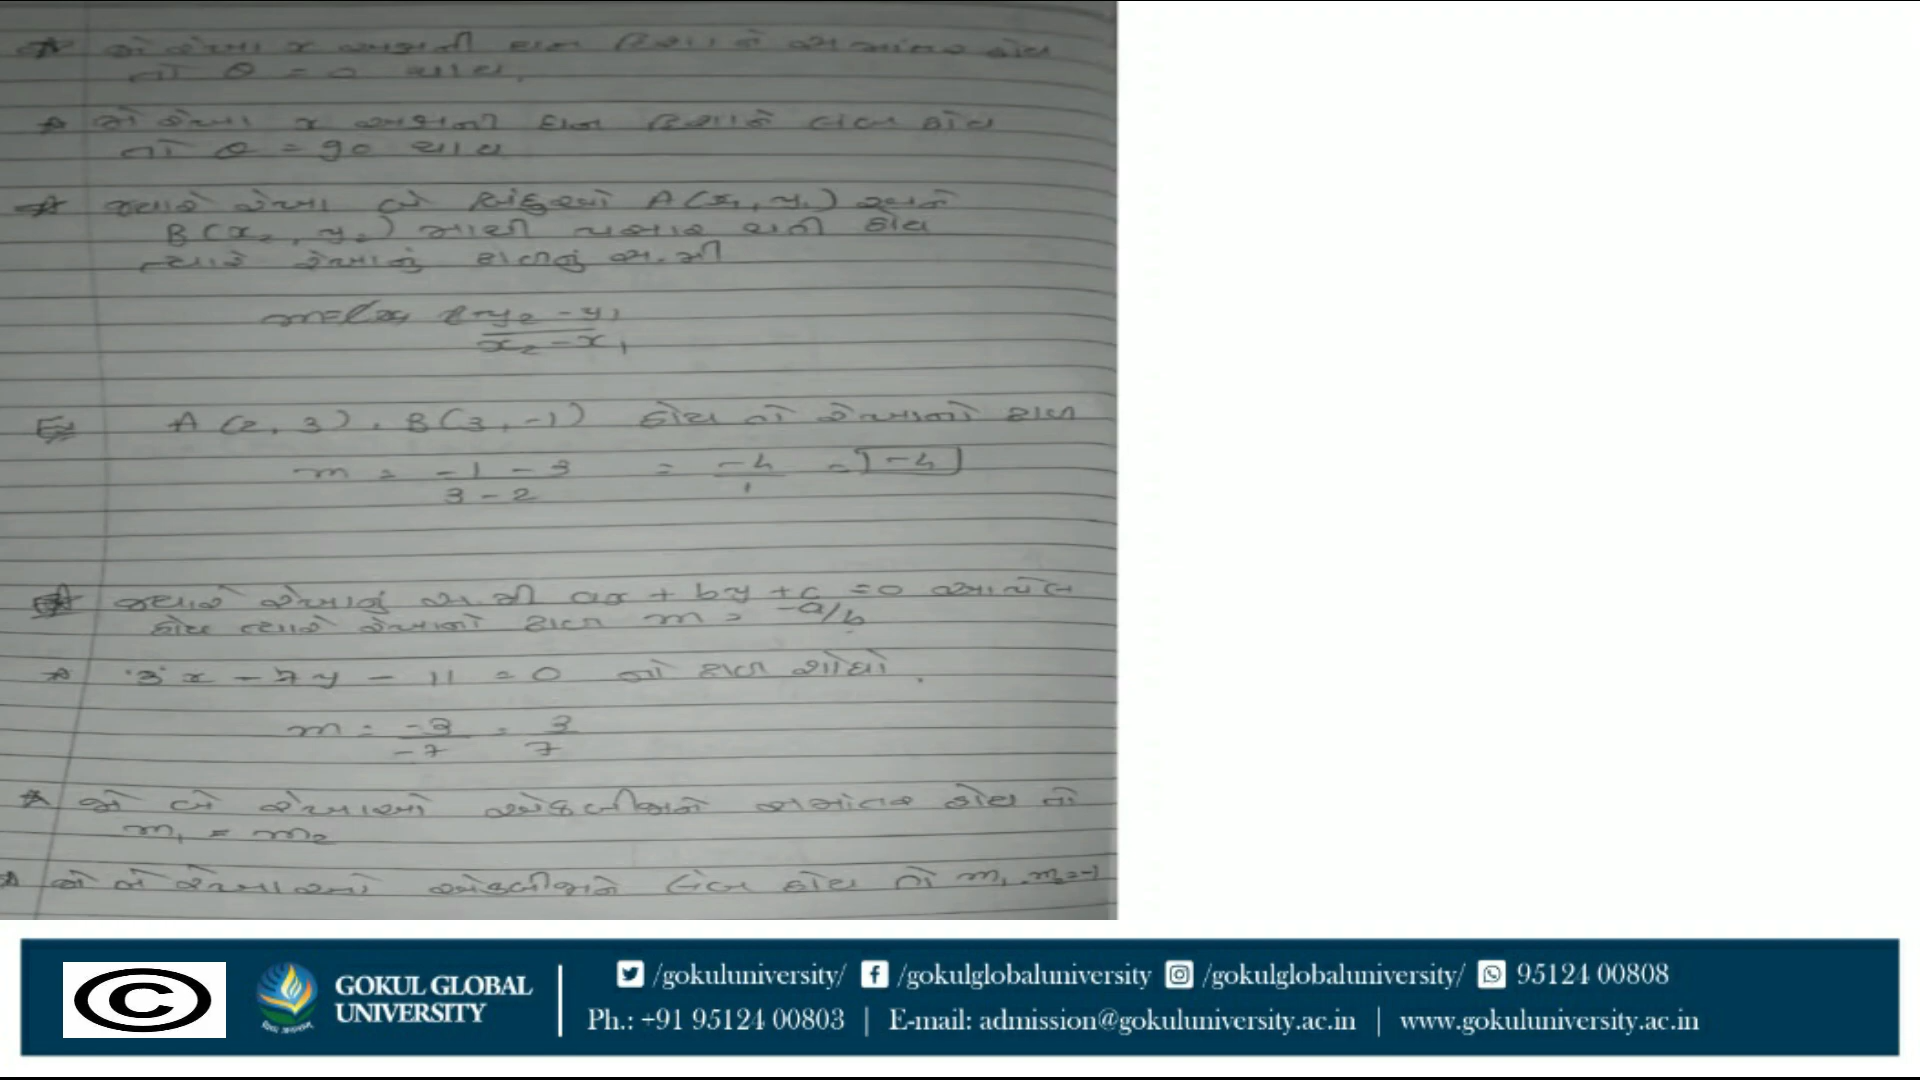 * જો રેખા x અક્ષની ધન દિશાને સમાંતર હોય
તો θ = 0 થાય.
* જો રેખા x અક્ષની ધન દિશાને લંબ હોય
તો θ = 90 થાય
* જ્યારે રેખા બે બિંદુઓ A(x₁, y₁) અને
B(x₂, y₂) માથી પસાર થતી હોય
ત્યારે રેખાનું ઢાળનું સ.મી
m = y₂ - y₁
x₂ - x₁
Ex A(2, 3), B(3, -1) હોય તો રેખાનો ઢાળ
m = -1 - 3 = -4 = -4
3 - 2 1
જ્યારે રેખાનું સ.મી ax + by + c = 0 આપેલ
હોય ત્યારે રેખાનો ઢાળ m = -a/b
* 3x - 7y - 11 = 0 નો ઢાળ શોધો.
m = -3 = 3
-7 7
* જો બે રેખાઓ એકબીજાને સમાંતર હોય તો
m₁ = m₂
* જો બે રેખાઓ એકબીજાને લંબ હોય તો m₁ . m₂ = -1
©
GOKUL GLOBAL
UNIVERSITY
/gokuluniversity/ /gokulglobaluniversity /gokulglobaluniversity/ 95124 00808
Ph.: +91 95124 00803 | E-mail: admission@gokuluniversity.ac.in | www.gokuluniversity.ac.in